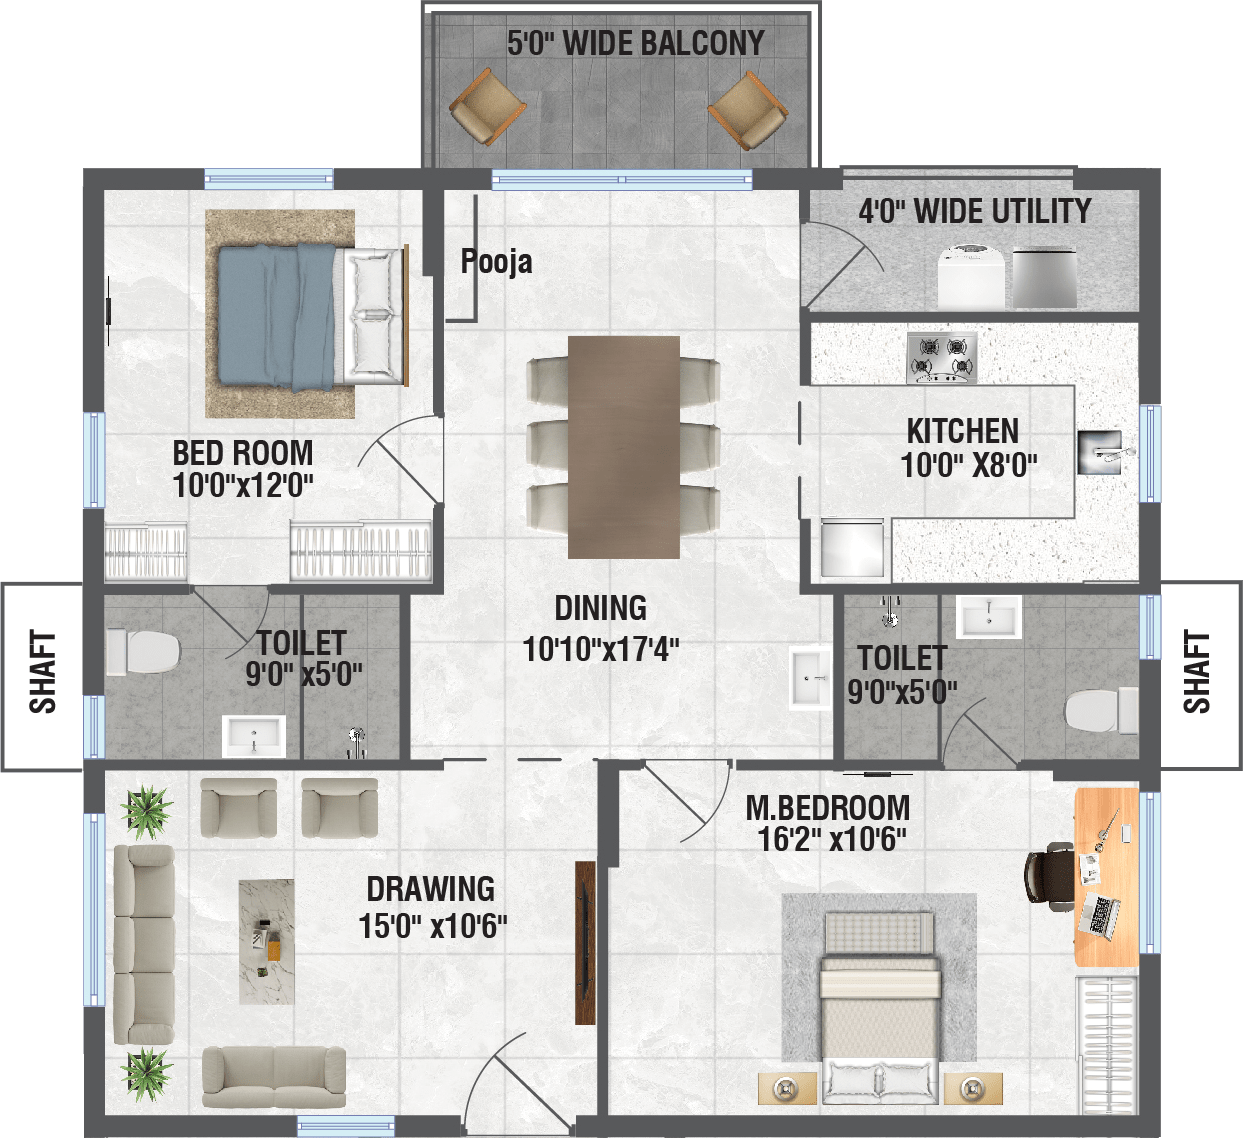 5'0" WIDE BALCONY
4'0" WIDE UTILITY
Pooja
KITCHEN
10'0" X8'0"
BED ROOM
10'0"x12'0"
DINING
10'10"x17'4"
SHAFT
TOILET
9'0" x5'0"
TOILET
9'0"x5'0"
SHAFT
M.BEDROOM
16'2" x10'6"
DRAWING
15'0" x10'6"